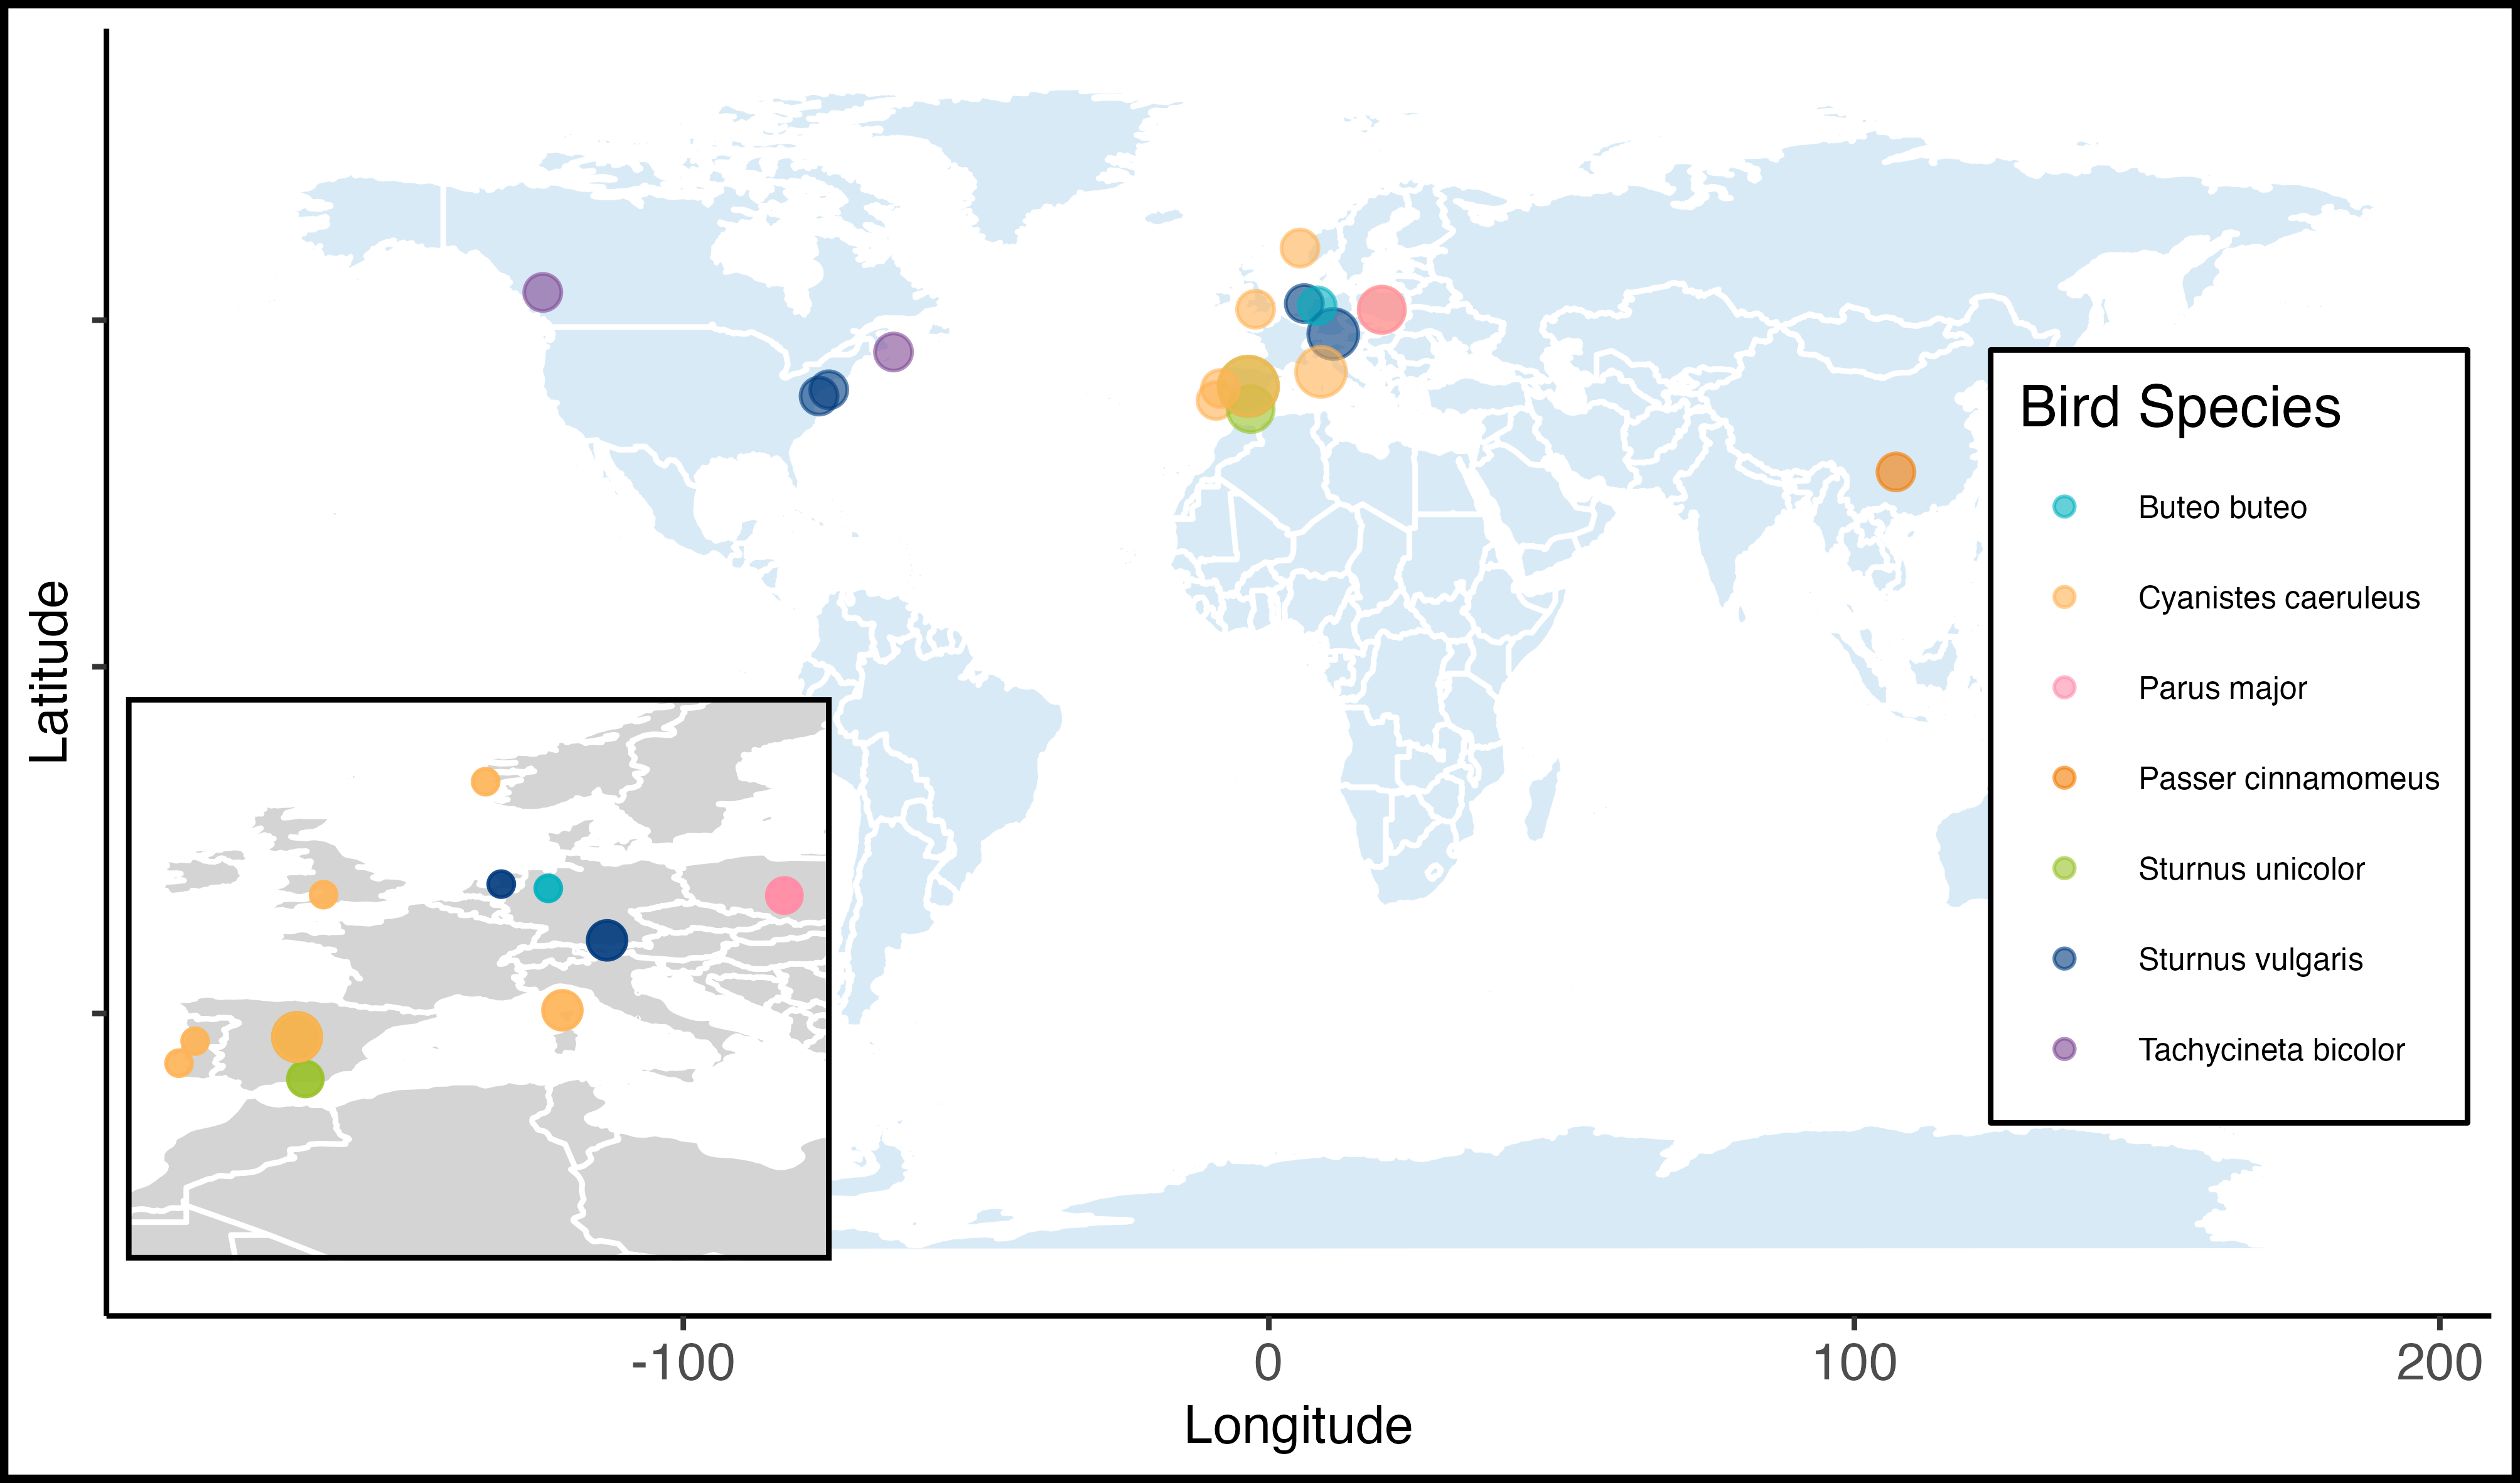 Latitude
Bird Species
Buteo buteo
Cyanistes caeruleus
Parus major
Passer cinnamomeus
Sturnus unicolor
Sturnus vulgaris
Tachycineta bicolor
-100 0 100 200
Longitude